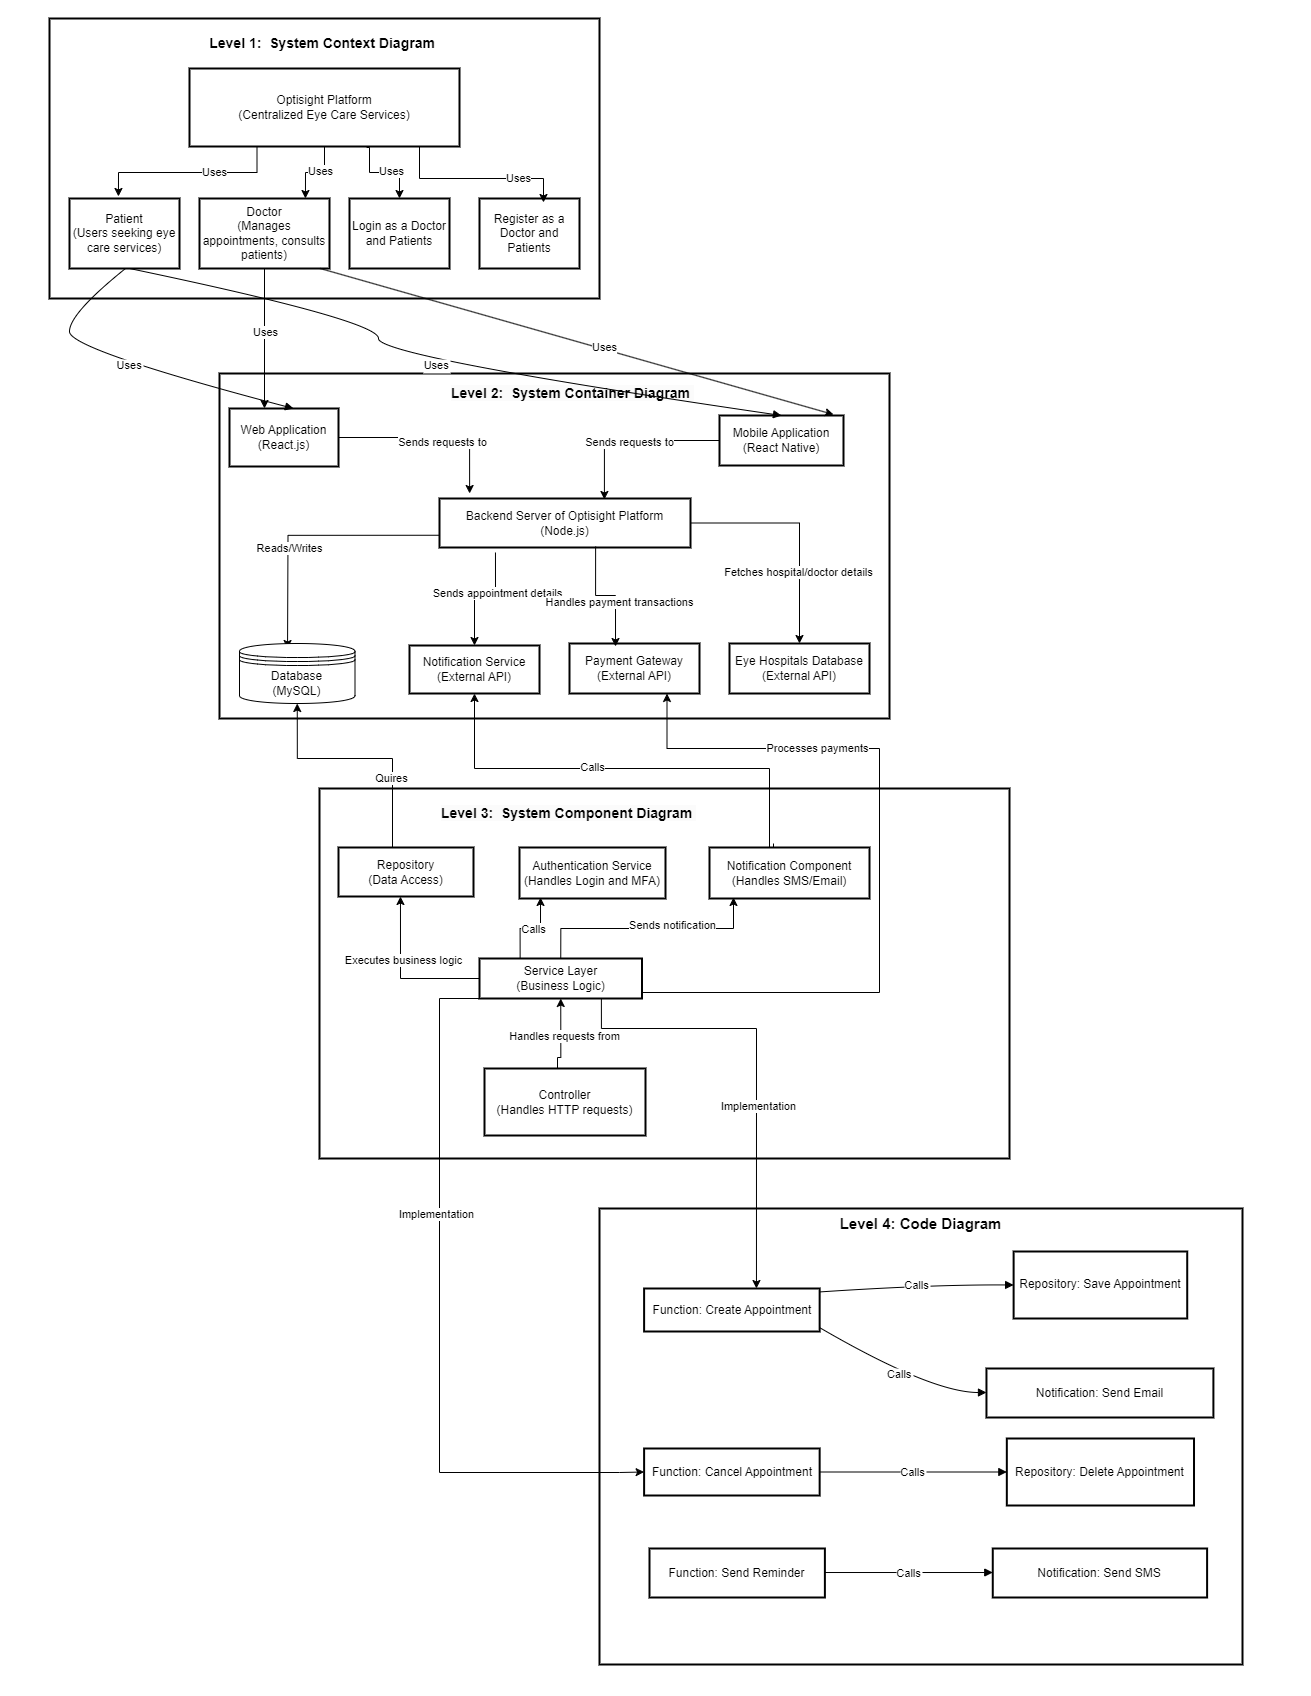 Level 1:  System Context Diagram
Optisight Platform
(Centralized Eye Care Services)
Uses
Uses
Uses
Uses
Patient
(Users seeking eye
care services)
Doctor
(Manages
appointments, consults
patients)
Login as a Doctor
and Patients
Register as a
Doctor and
Patients
Uses
Uses
Uses
Uses
Level 2:  System Container Diagram
Web Application
(React.js)
Sends requests to
Sends requests to
Mobile Application
(React Native)
Backend Server of Optisight Platform
(Node.js)
Reads/Writes
Fetches hospital/doctor details
Sends appointment details
Handles payment transactions
Database
(MySQL)
Notification Service
(External API)
Payment Gateway
(External API)
Eye Hospitals Database
(External API)
Processes payments
Calls
Quires
Level 3:  System Component Diagram
Repository
(Data Access)
Authentication Service
(Handles Login and MFA)
Notification Component
(Handles SMS/Email)
Calls
Sends notification
Executes business logic
Service Layer
(Business Logic)
Handles requests from
Controller
(Handles HTTP requests)
Implementation
Implementation
Level 4: Code Diagram
Function: Create Appointment
Calls
Repository: Save Appointment
Calls
Notification: Send Email
Function: Cancel Appointment
Calls
Repository: Delete Appointment
Function: Send Reminder
Calls
Notification: Send SMS